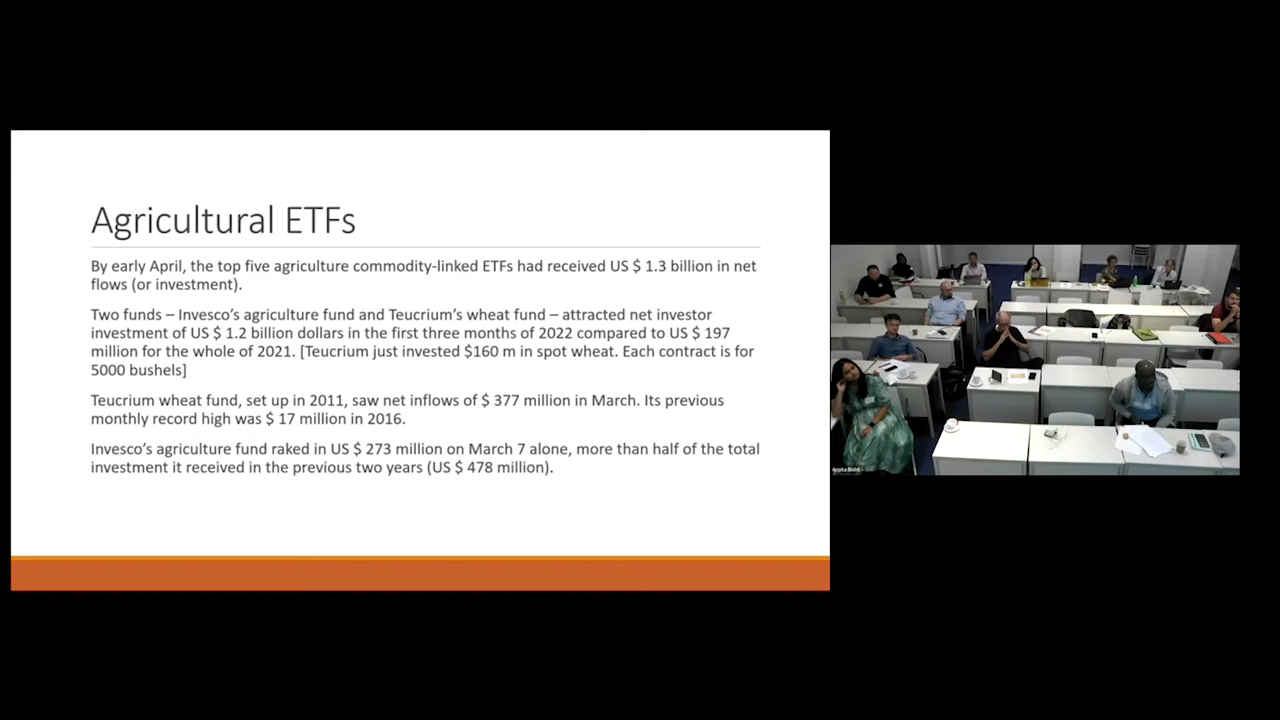 Agricultural ETFs
By early April, the top five agriculture commodity-linked ETFs had received US $ 1.3 billion in net
flows (or investment).
Two funds – Invesco's agriculture fund and Teucrium's wheat fund – attracted net investor
investment of US $ 1.2 billion dollars in the first three months of 2022 compared to US $ 197
million for the whole of 2021. [Teucrium just invested $160 m in spot wheat. Each contract is for
5000 bushels]
Teucrium wheat fund, set up in 2011, saw net inflows of $ 377 million in March. Its previous
monthly record high was $ 17 million in 2016.
Invesco's agriculture fund raked in US $ 273 million on March 7 alone, more than half of the total
investment it received in the previous two years (US $ 478 million).
Arpita Bisht